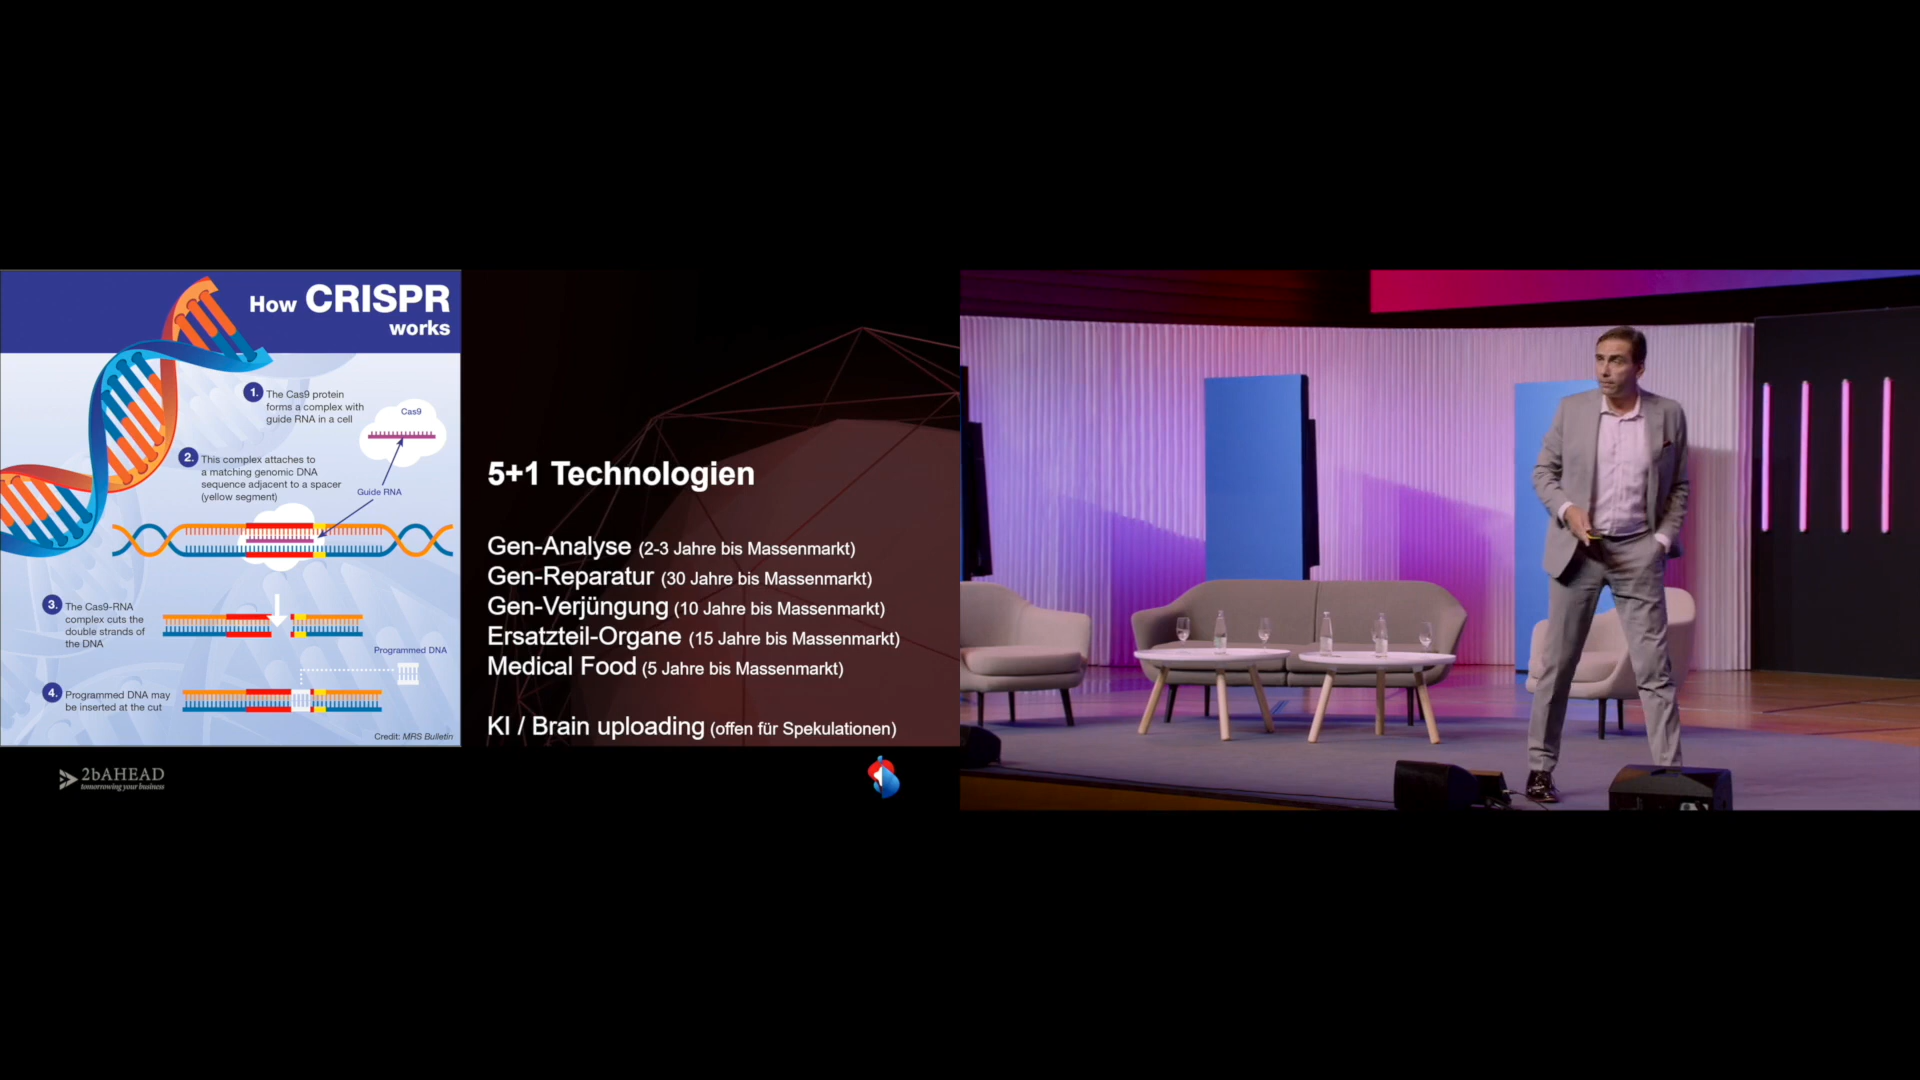 How CRISPR
works
1. The Cas9 protein
forms a complex with
guide RNA in a cell
Cas9
2. This complex attaches to
a matching genomic DNA
sequence adjacent to a spacer
(yellow segment)
Guide RNA
3. The Cas9-RNA
complex cuts the
double strands of
the DNA
Programmed DNA
4. Programmed DNA may
be inserted at the cut
Credit: MRS Bulletin
5+1 Technologien
Gen-Analyse (2-3 Jahre bis Massenmarkt)
Gen-Reparatur (30 Jahre bis Massenmarkt)
Gen-Verjüngung (10 Jahre bis Massenmarkt)
Ersatzteil-Organe (15 Jahre bis Massenmarkt)
Medical Food (5 Jahre bis Massenmarkt)
KI / Brain uploading (offen für Spekulationen)
2bAHEAD
tomorrowing your business